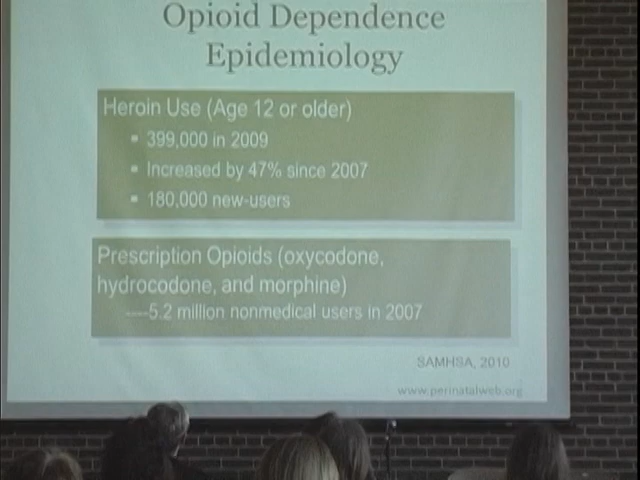 Opioid Dependence
Epidemiology
Heroin Use (Age 12 or older)
399,000 in 2009
Increased by 47% since 2007
180,000 new-users
Prescription Opioids (oxycodone,
hydrocodone, and morphine)
----5.2 million nonmedical users in 2007
SAMHSA, 2010
www.perinatalweb.org